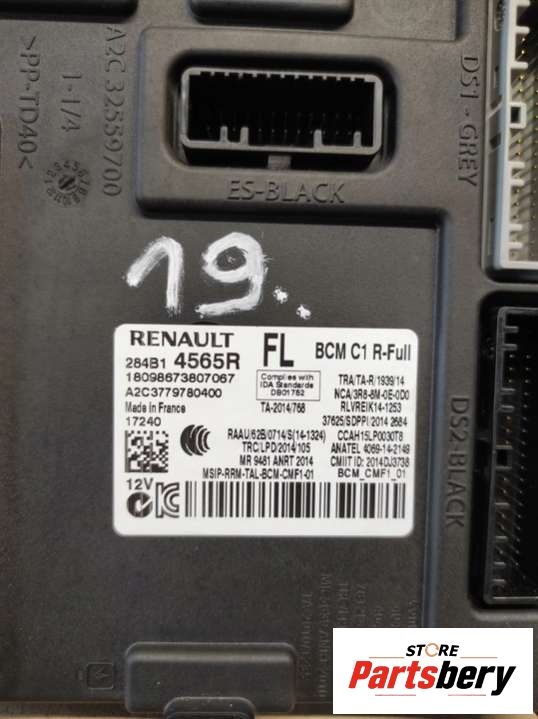 A2C 32559700
1-1/4
>PP-TD40<
DS1-GREY
ES-BLACK
19..
RENAULT FL BCM C1 R-Full
284B1 4565R
18098673807067
A2C3779780400
Made in France
17240
Complies with
IDA Standards
DB01752
TA-2014/768
TRA/TA-R/1939/14
NCA/3R8-8M-0E-0D0
RLVREIK14-1253
37625/SDPPI/2014 2684
RAAU/62B/0714/S(14-1324) CCAH15LP0030T8
TRC/LPD/2014/105 ANATEL 4069-14-2149
MR 9481 ANRT 2014 CMIIT ID: 2014DJ3738
MSIP-RRM-TAL-BCM-CMF1-01 BCM_CMF1_01
12V
DS2-BLACK
STORE
Partsbery